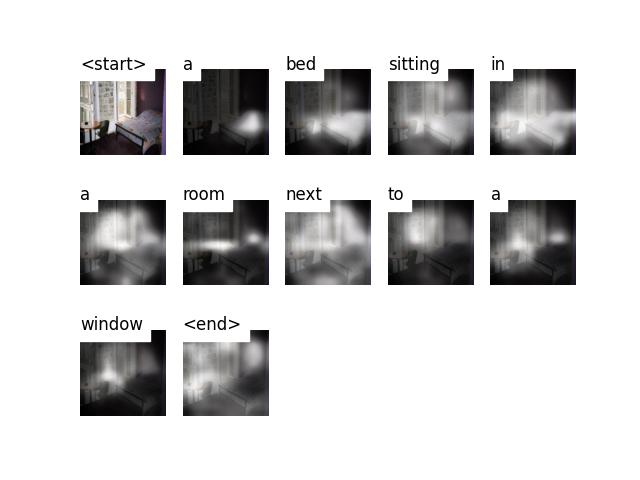 <start> a bed sitting in
a room next to a
window <end>